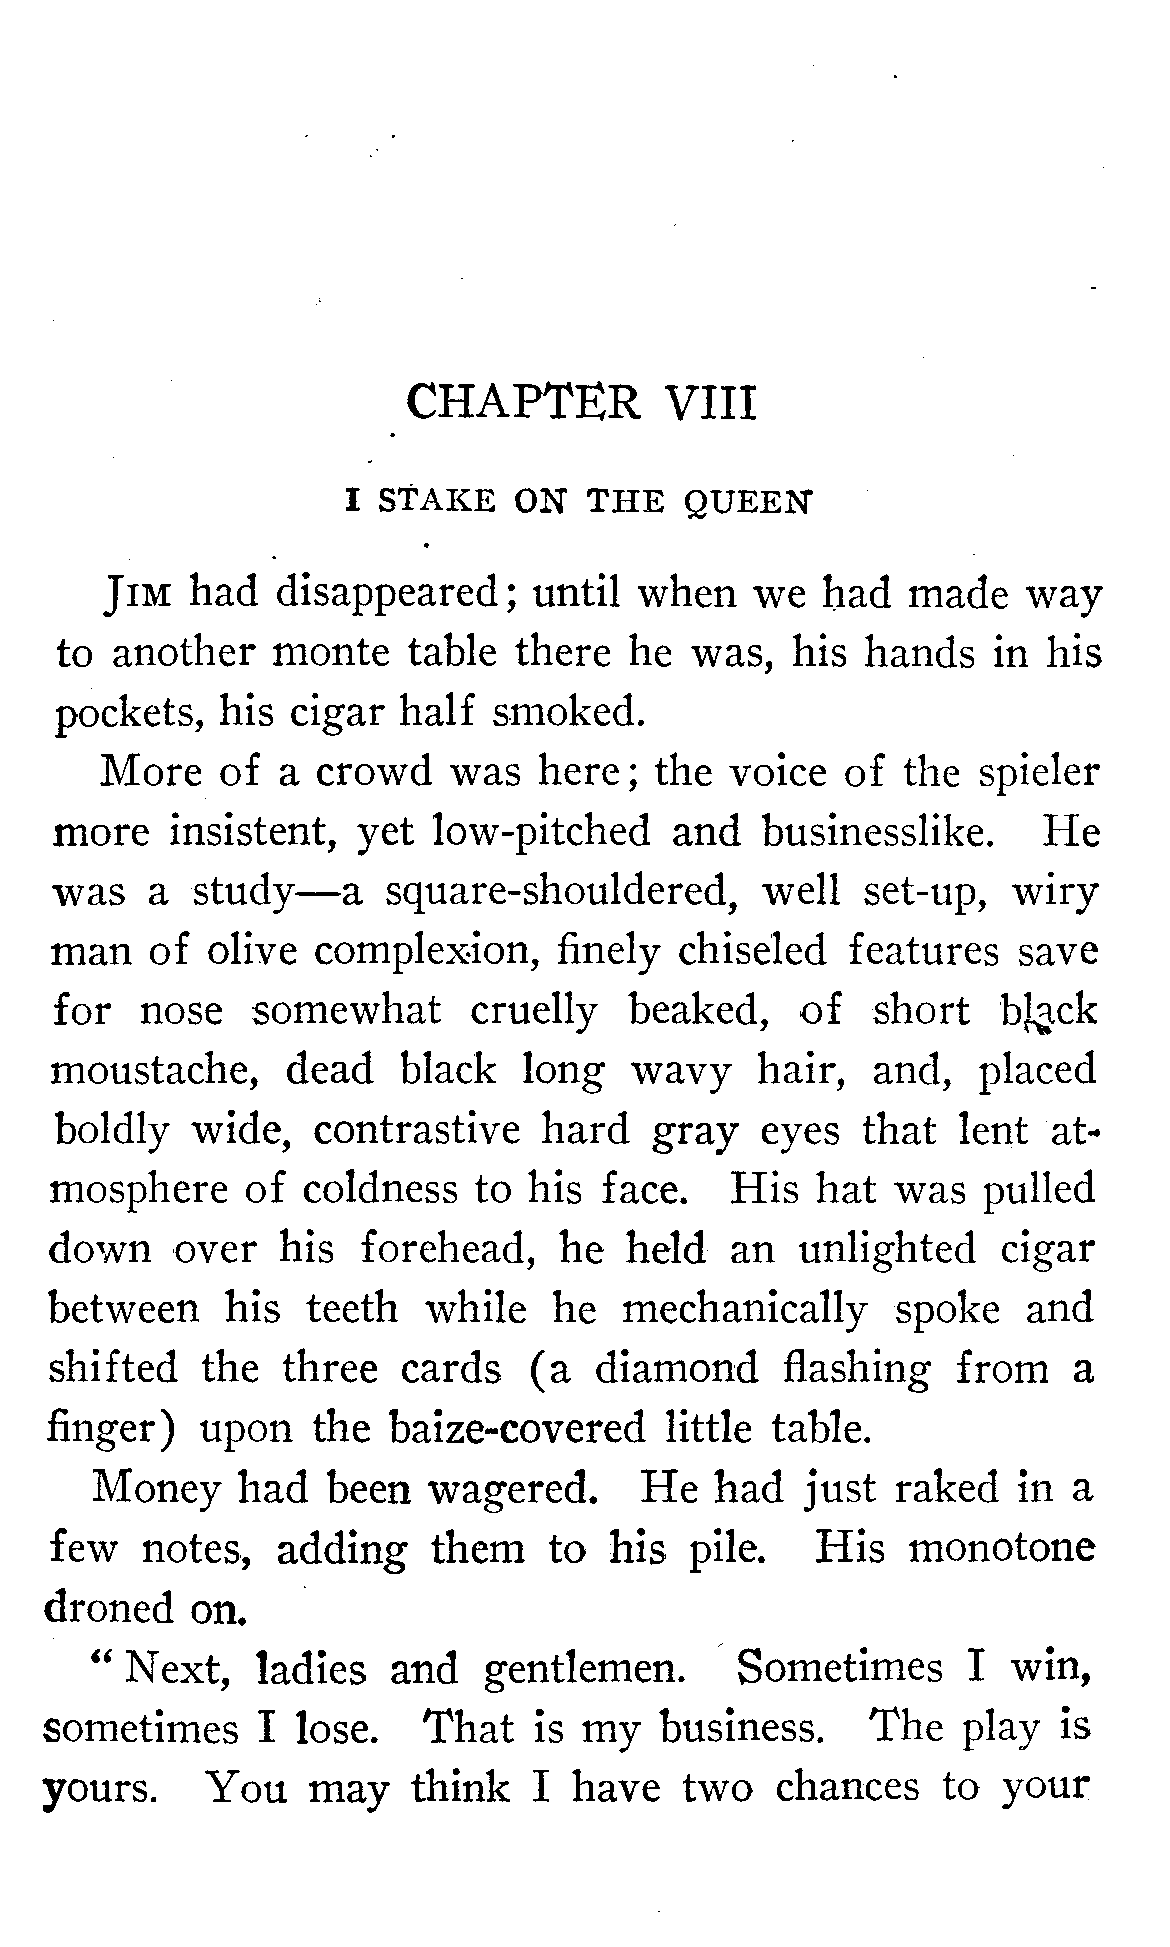 CHAPTER VIII
I STAKE ON THE QUEEN
JIM had disappeared; until when we had made way
to another monte table there he was, his hands in his
pockets, his cigar half smoked.
More of a crowd was here; the voice of the spieler
more insistent, yet low-pitched and businesslike. He
was a study—a square-shouldered, well set-up, wiry
man of olive complexion, finely chiseled features save
for nose somewhat cruelly beaked, of short black
moustache, dead black long wavy hair, and, placed
boldly wide, contrastive hard gray eyes that lent at-
mosphere of coldness to his face. His hat was pulled
down over his forehead, he held an unlighted cigar
between his teeth while he mechanically spoke and
shifted the three cards (a diamond flashing from a
finger) upon the baize-covered little table.
Money had been wagered. He had just raked in a
few notes, adding them to his pile. His monotone
droned on.
"Next, ladies and gentlemen. Sometimes I win,
sometimes I lose. That is my business. The play is
yours. You may think I have two chances to your